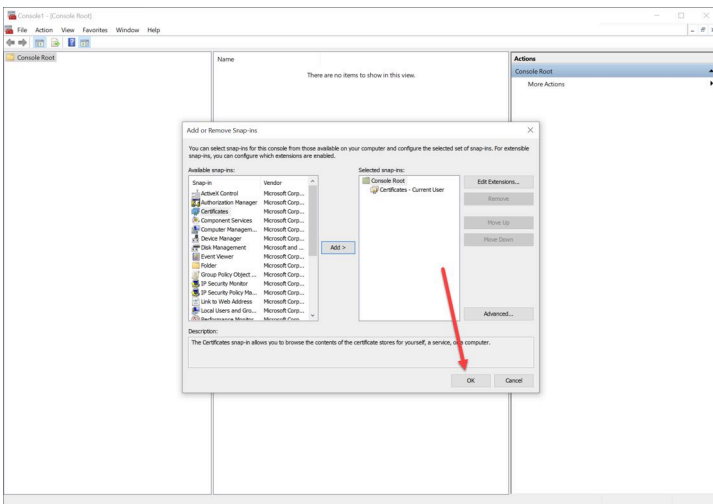 Console1 - [Console Root]
File Action View Favorites Window Help
Console Root
Name
There are no items to show in this view.
Actions
Console Root
More Actions
Add or Remove Snap-ins
You can select snap-ins for this console from those available on your computer and configure the selected set of snap-ins. For extensible
snap-ins, you can configure which extensions are enabled.
Available snap-ins:
Snap-in Vendor
ActiveX Control Microsoft Corp...
Authorization Manager Microsoft Corp...
Certificates Microsoft Corp...
Component Services Microsoft Corp...
Computer Managem... Microsoft Corp...
Device Manager Microsoft Corp...
Disk Management Microsoft and ...
Event Viewer Microsoft Corp...
Folder Microsoft Corp...
Group Policy Object ... Microsoft Corp...
IP Security Monitor Microsoft Corp...
IP Security Policy Ma... Microsoft Corp...
Link to Web Address Microsoft Corp...
Local Users and Gro... Microsoft Corp...
Performance Monitor Microsoft Corp...
Add >
Selected snap-ins:
Console Root
Certificates - Current User
Edit Extensions...
Remove
Move Up
Move Down
Advanced...
Description:
The Certificates snap-in allows you to browse the contents of the certificate stores for yourself, a service, or a computer.
OK Cancel